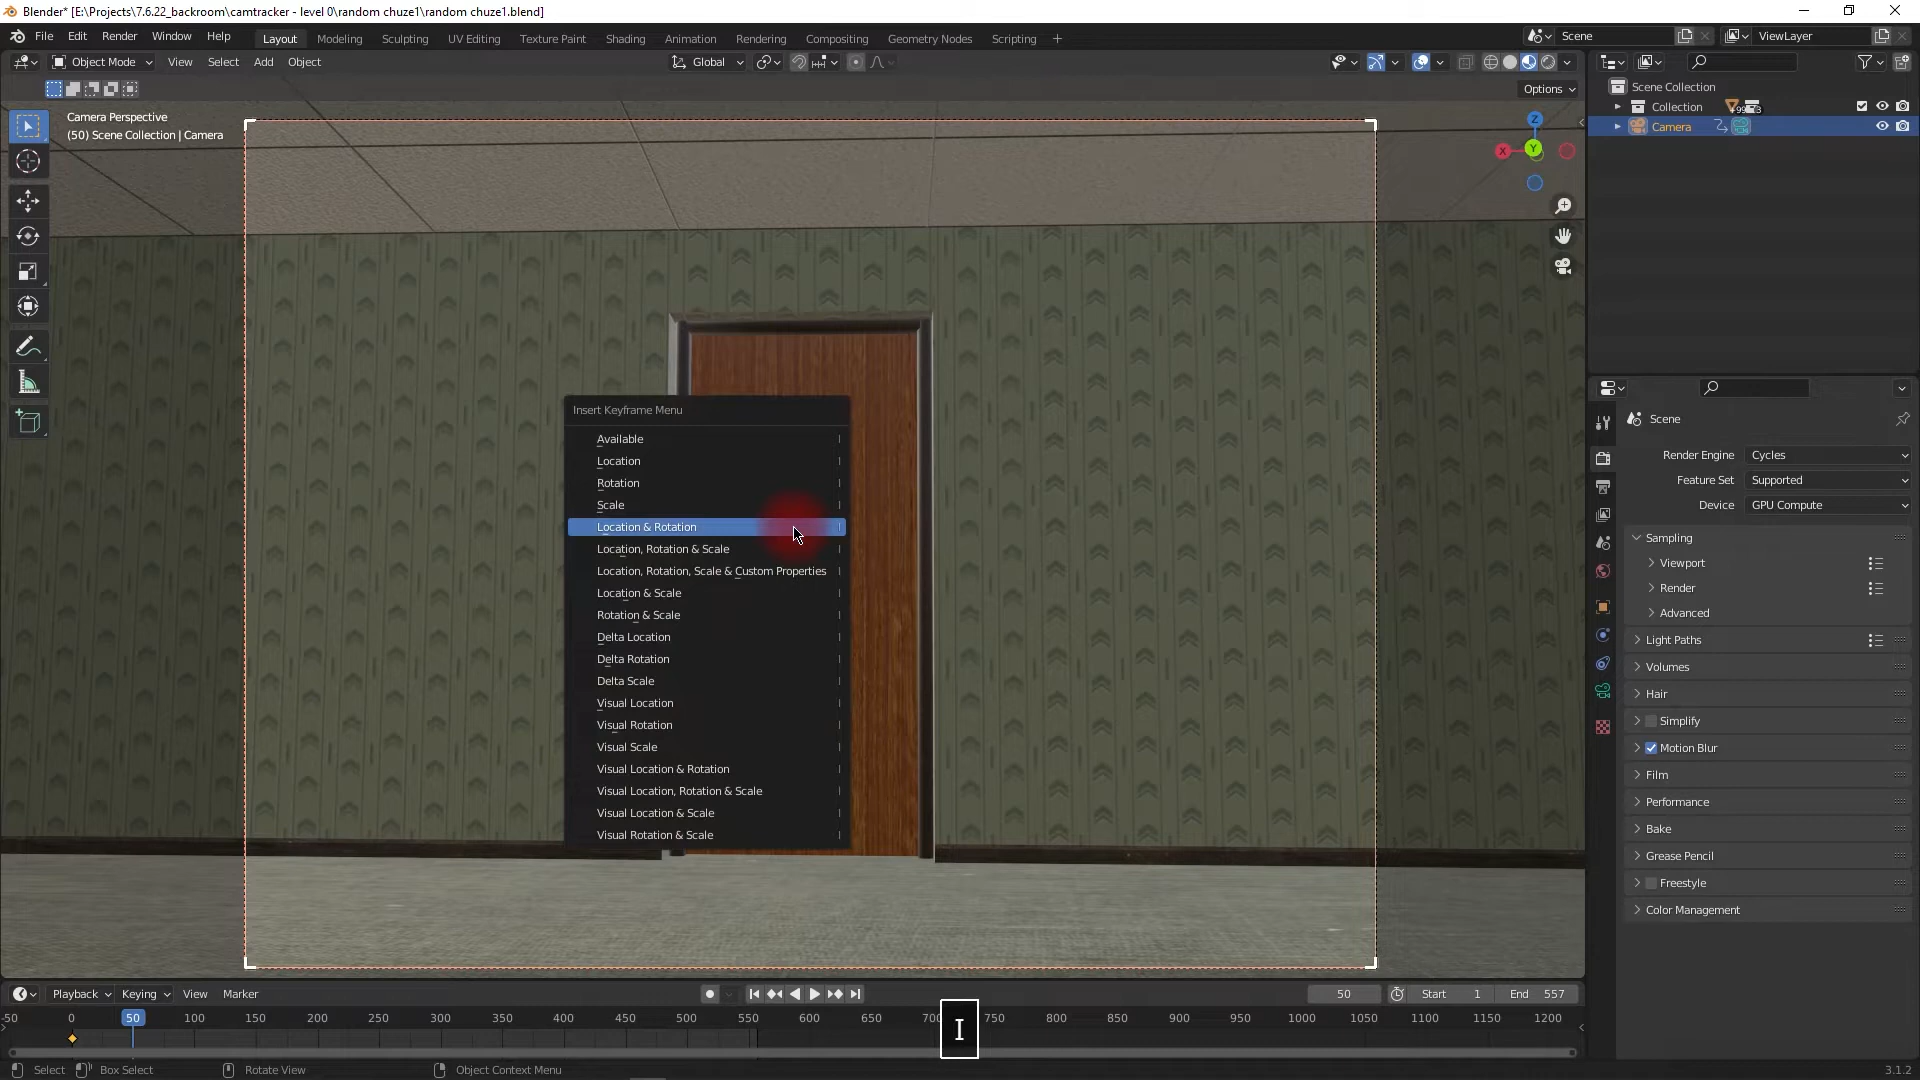 Blender* [E:\Projects\7.6.22_backroom\camtracker - level 0\random chuze1\random chuze1.blend]
File Edit Render Window Help
Layout Modeling Sculpting UV Editing Texture Paint Shading Animation Rendering Compositing Geometry Nodes Scripting +
Scene
ViewLayer
Object Mode View Select Add Object
Global
Options
Camera Perspective
(50) Scene Collection | Camera
Z
X
Y
Scene Collection
Collection
Camera
Insert Keyframe Menu
Available I
Location I
Rotation I
Scale I
Location & Rotation I
Location, Rotation & Scale I
Location, Rotation, Scale & Custom Properties I
Location & Scale I
Rotation & Scale I
Delta Location I
Delta Rotation I
Delta Scale I
Visual Location I
Visual Rotation I
Visual Scale I
Visual Location & Rotation I
Visual Location, Rotation & Scale I
Visual Location & Scale I
Visual Rotation & Scale I
Scene
Render Engine Cycles
Feature Set Supported
Device GPU Compute
Sampling
Viewport
Render
Advanced
Light Paths
Volumes
Hair
Simplify
Motion Blur
Film
Performance
Bake
Grease Pencil
Freestyle
Color Management
Playback Keying View Marker
50 Start 1 End 557
-50 0 50 100 150 200 250 300 350 400 450 500 550 600 650 700 750 800 850 900 950 1000 1050 1100 1150 1200
I
Select Box Select Rotate View Object Context Menu
3.1.2